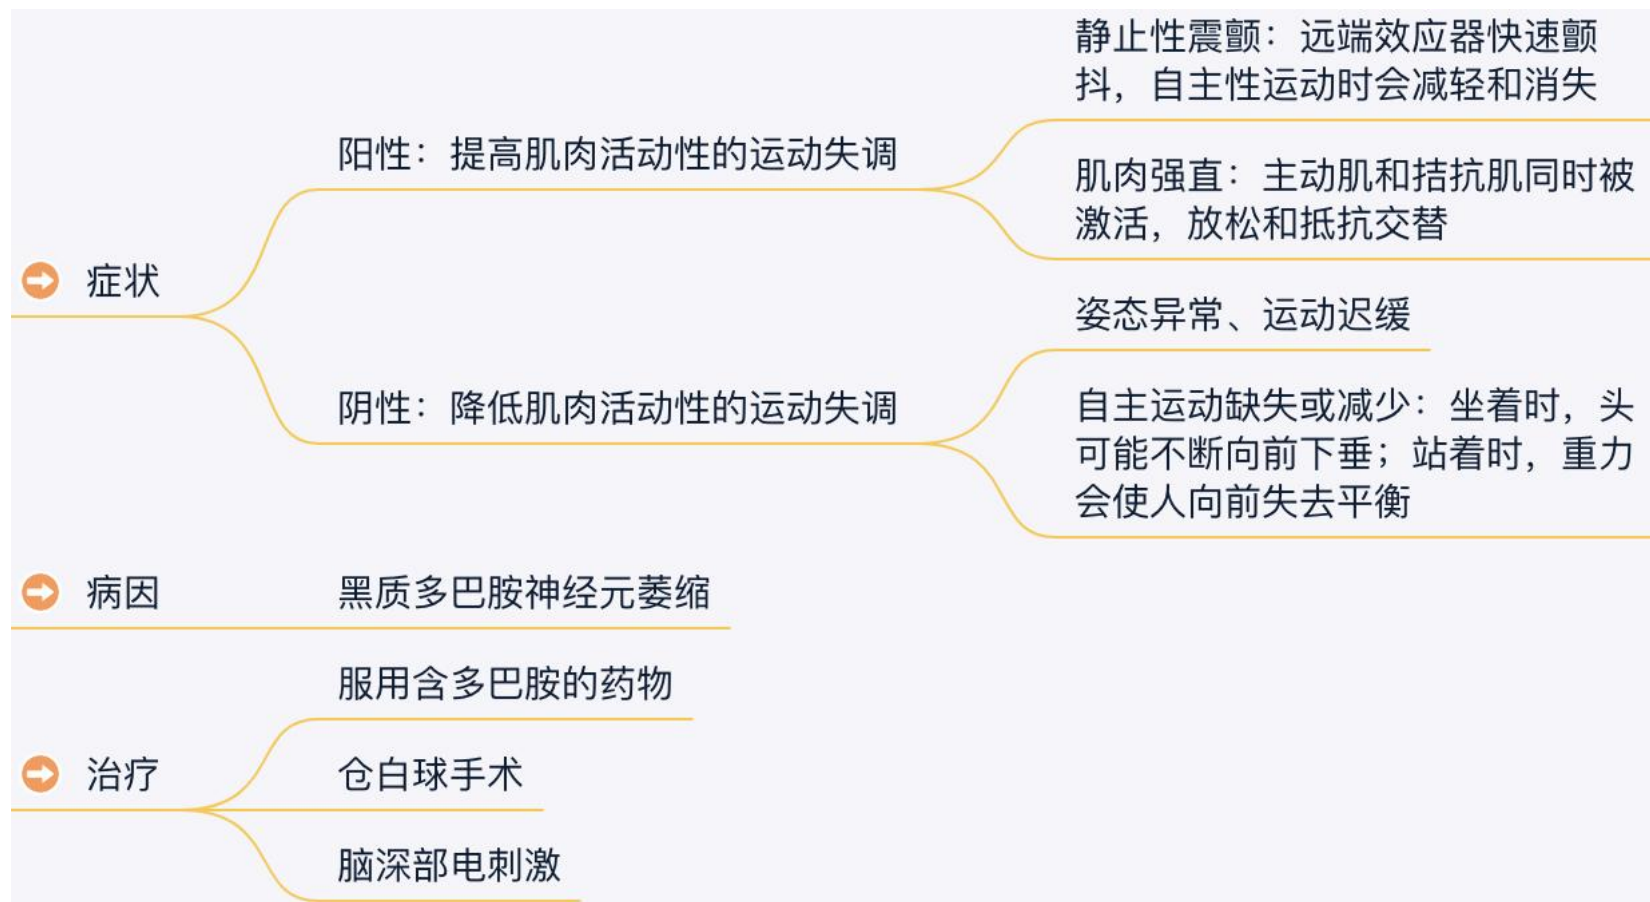 静止性震颤：远端效应器快速颤
抖，自主性运动时会减轻和消失
阳性：提高肌肉活动性的运动失调
肌肉强直：主动肌和拮抗肌同时被
激活，放松和抵抗交替
症状
姿态异常、运动迟缓
阴性：降低肌肉活动性的运动失调
自主运动缺失或减少：坐着时，头
可能不断向前下垂；站着时，重力
会使人向前失去平衡
病因
黑质多巴胺神经元萎缩
服用含多巴胺的药物
治疗
仓白球手术
脑深部电刺激